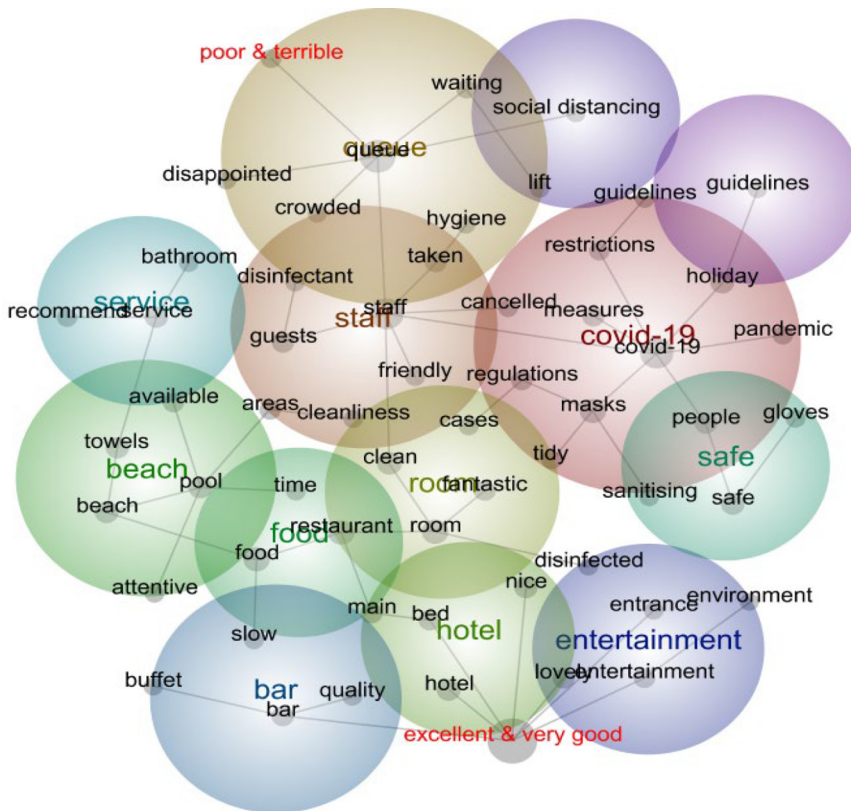 poor & terrible
waiting
social distancing
queue
queue
disappointed
lift
guidelines
guidelines
crowded
hygiene
restrictions
bathroom
disinfectant
taken
holiday
service
recommend
service
staff
staff
cancelled
measures
covid-19
covid-19
pandemic
guests
friendly
regulations
available
areas
cleanliness
cases
masks
people
gloves
towels
beach
pool
time
clean
room
fantastic
tidy
sanitising
safe
safe
beach
food
restaurant
room
food
disinfected
attentive
main
bed
nice
entrance
environment
slow
hotel
entertainment
buffet
bar
quality
hotel
lovely
entertainment
bar
excellent & very good